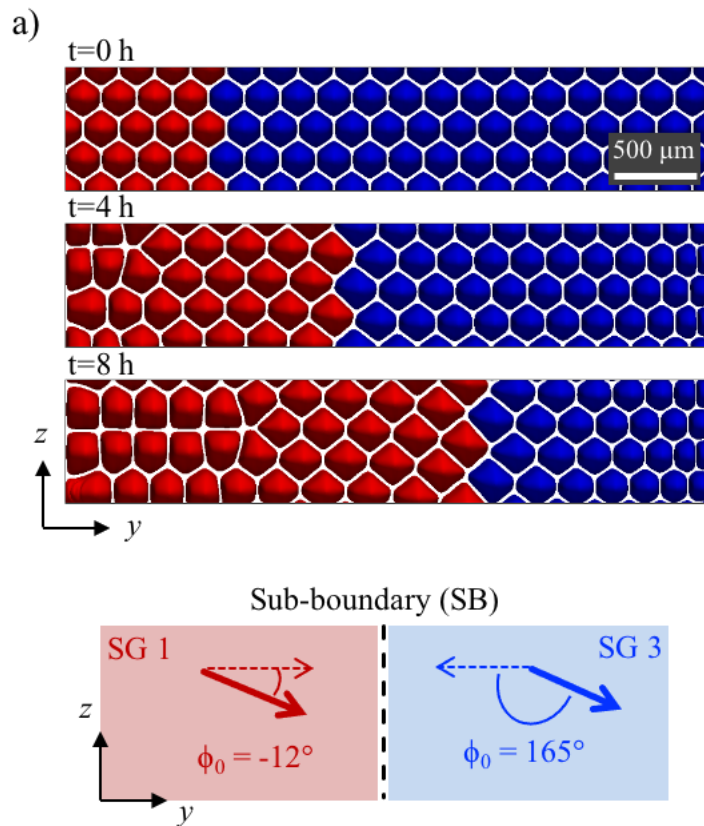 a)
t=0 h
500 μm
t=4 h
t=8 h
z
y
Sub-boundary (SB)
SG 1
SG 3
z
ϕ₀ = -12°
ϕ₀ = 165°
y